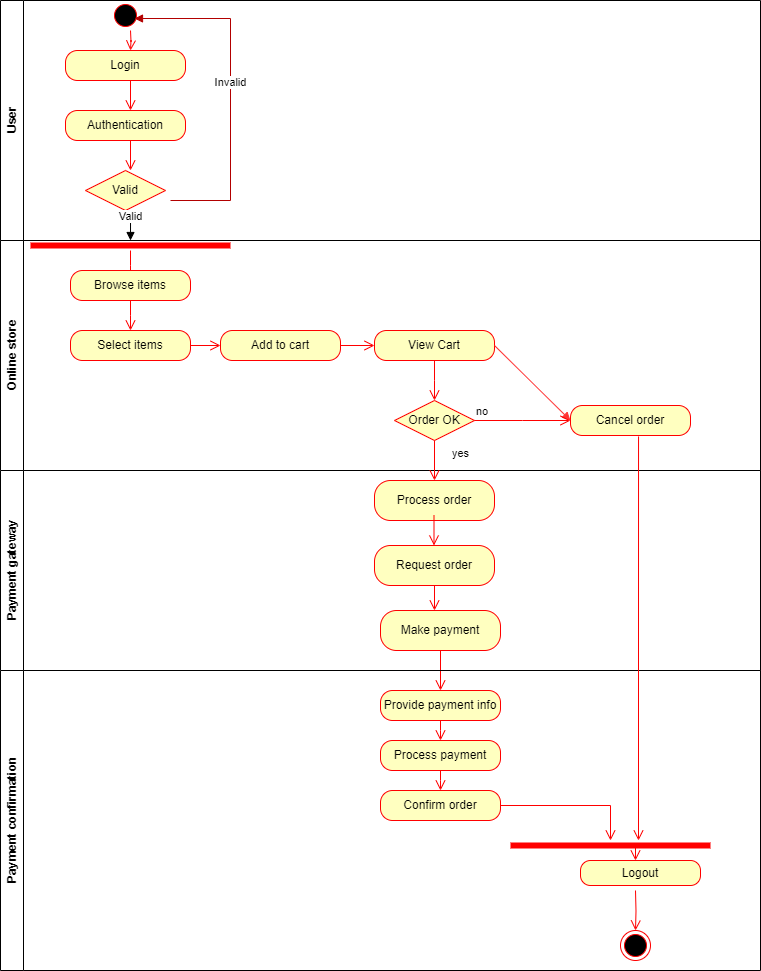 User
Login
Invalid
Authentication
Valid
Valid
Online store
Browse items
Select items
Add to cart
View Cart
Order OK
no
Cancel order
yes
Payment gateway
Process order
Request order
Make payment
Payment confirmation
Provide payment info
Process payment
Confirm order
Logout